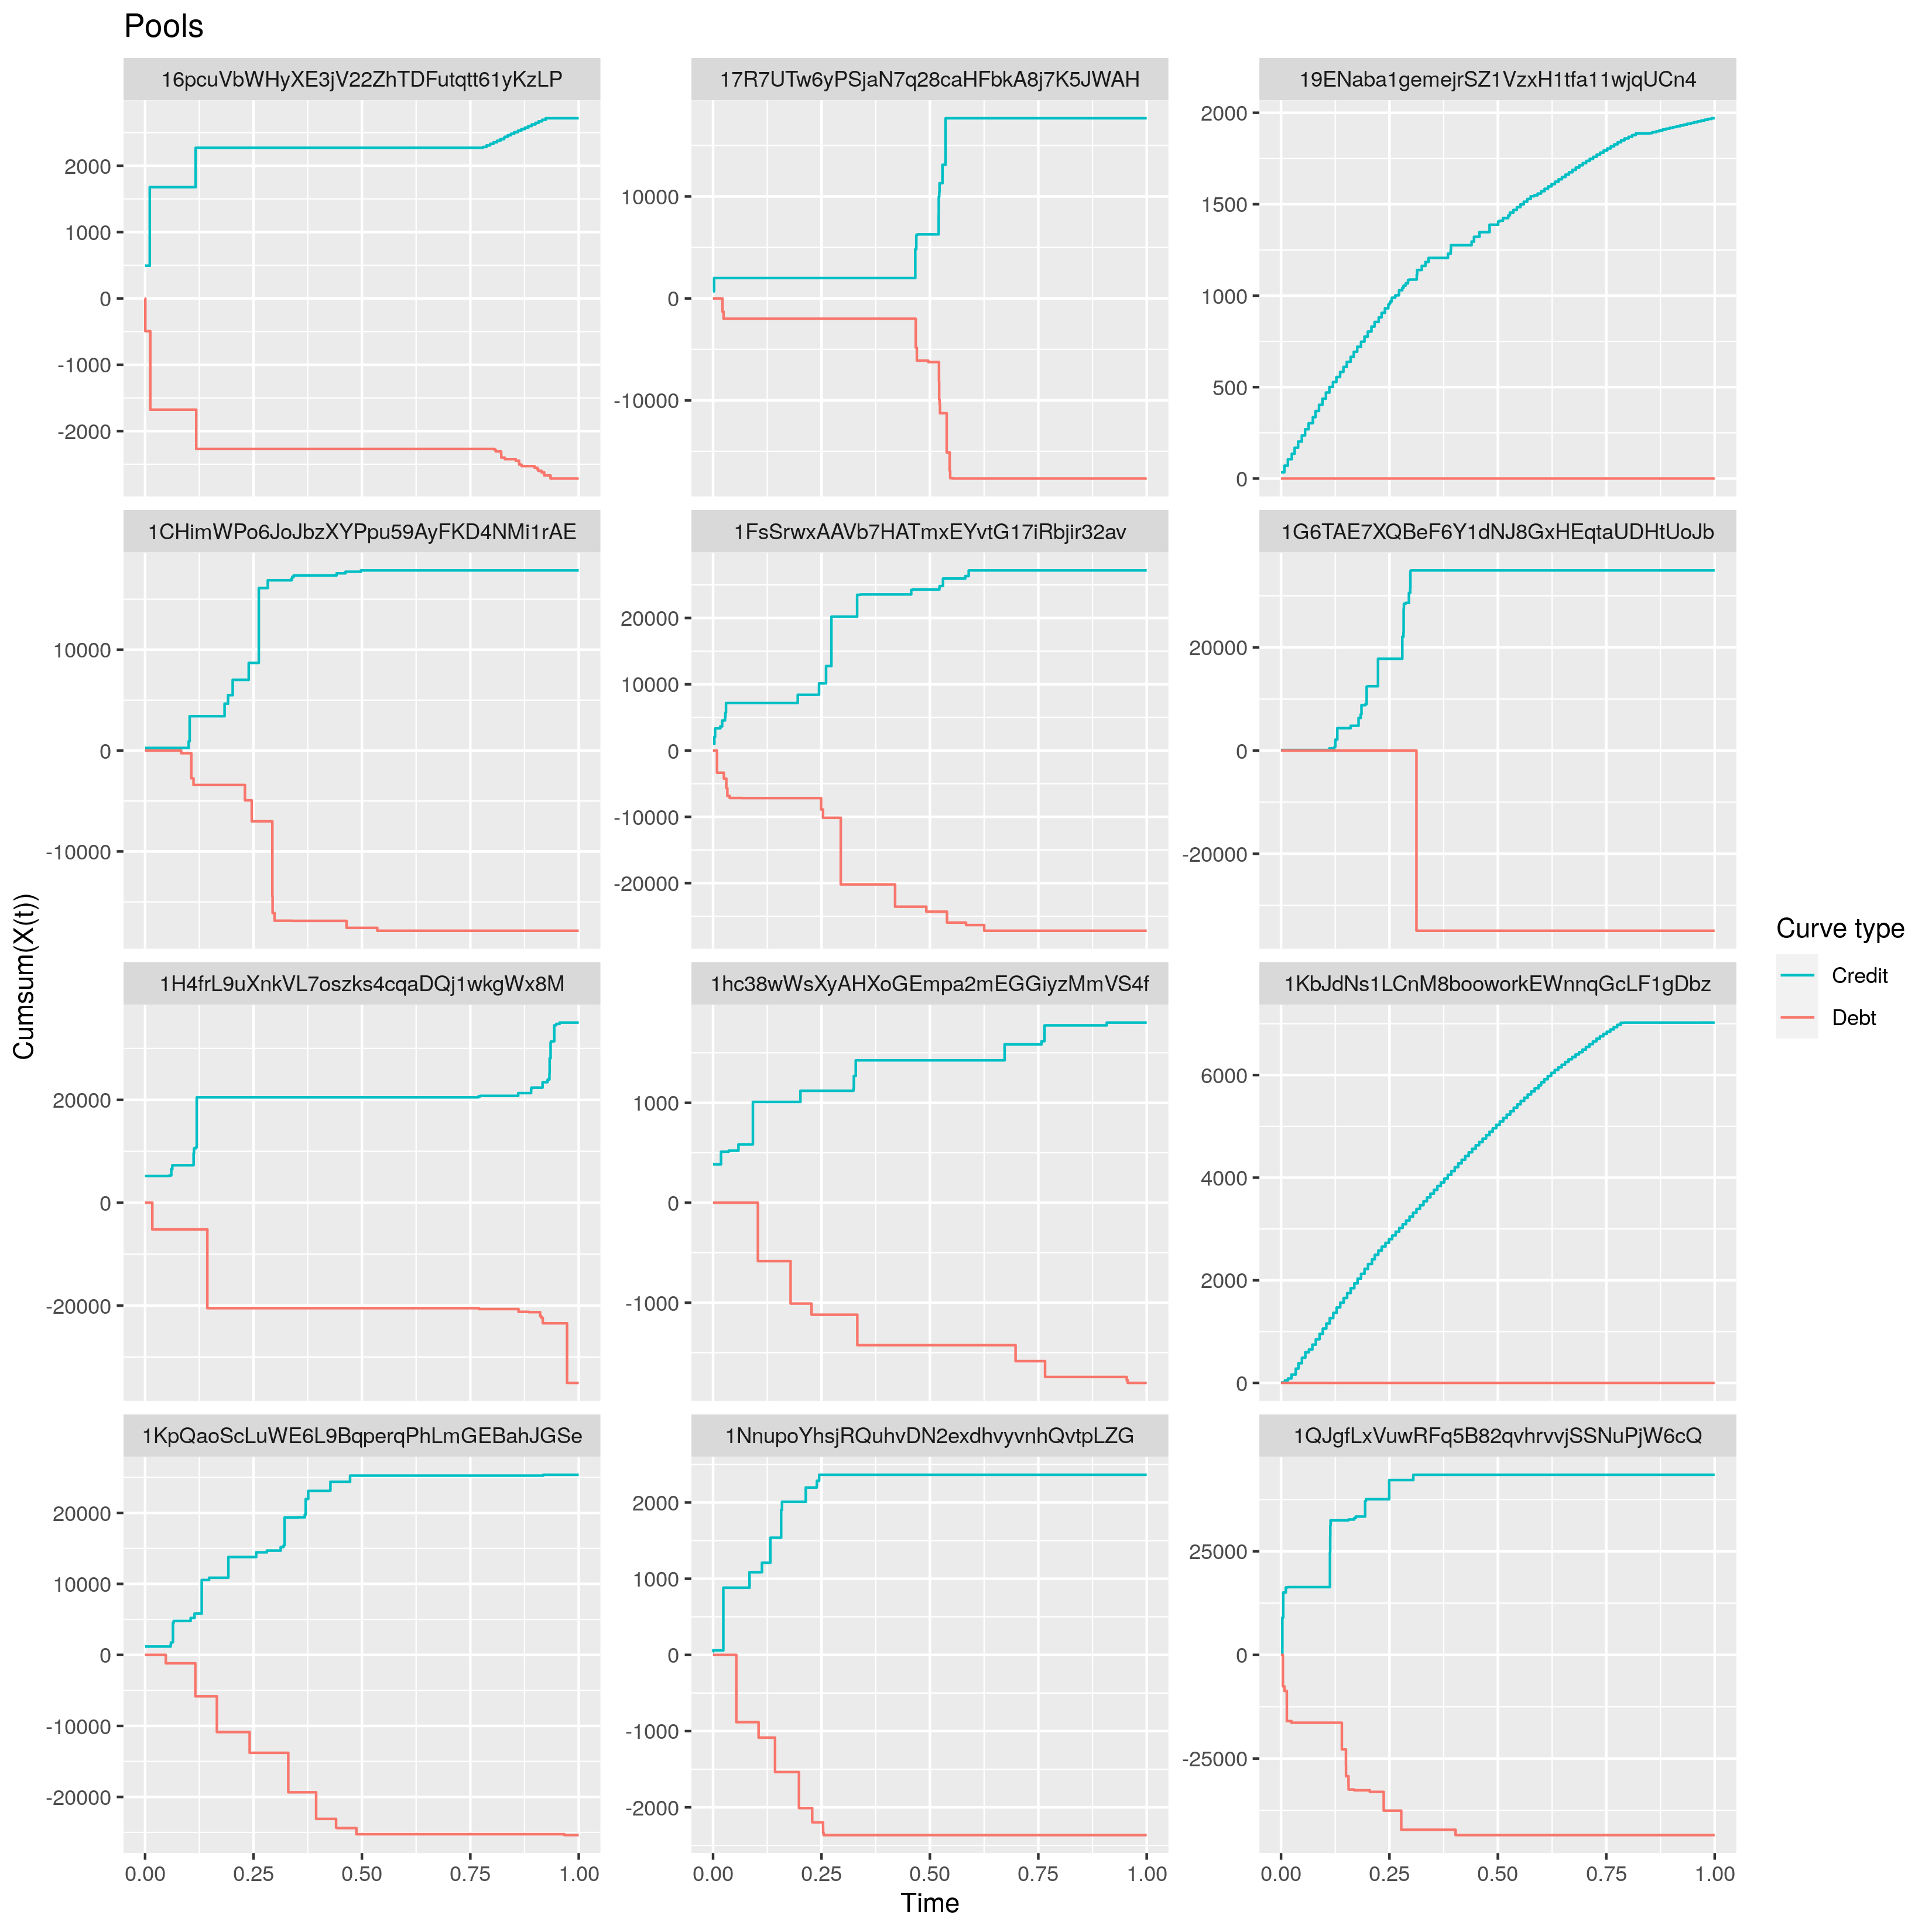 Pools
16pcuVbWHyXE3jV22ZhTDFutqtt61yKzLP
17R7UTw6yPSjaN7q28caHFbkA8j7K5JWAH
19ENaba1gemejrSZ1VzxH1tfa11wjqUCn4
2000
1000
0
-1000
-2000
10000
0
-10000
2000
1500
1000
500
0
1CHimWPo6JoJbzXYPpu59AyFKD4NMi1rAE
1FsSrwxAAVb7HATmxEYvtG17iRbjir32av
1G6TAE7XQBeF6Y1dNJ8GxHEqtaUDHtUoJb
10000
0
-10000
20000
10000
0
-10000
-20000
20000
0
-20000
1H4frL9uXnkVL7oszks4cqaDQj1wkgWx8M
1hc38wWsXyAHXoGEmpa2mEGGiyzMmVS4f
1KbJdNs1LCnM8booworkEWnnqGcLF1gDbz
20000
0
-20000
1000
0
-1000
6000
4000
2000
0
1KpQaoScLuWE6L9BqperqPhLmGEBahJGSe
1NnupoYhsjRQuhvDN2exdhvyvnhQvtpLZG
1QJgfLxVuwRFq5B82qvhrvvjSSNuPjW6cQ
20000
10000
0
-10000
-20000
2000
1000
0
-1000
-2000
25000
0
-25000
0.00 0.25 0.50 0.75 1.00
0.00 0.25 0.50 0.75 1.00
0.00 0.25 0.50 0.75 1.00
Time
Cumsum(X(t))
Curve type
Credit
Debt